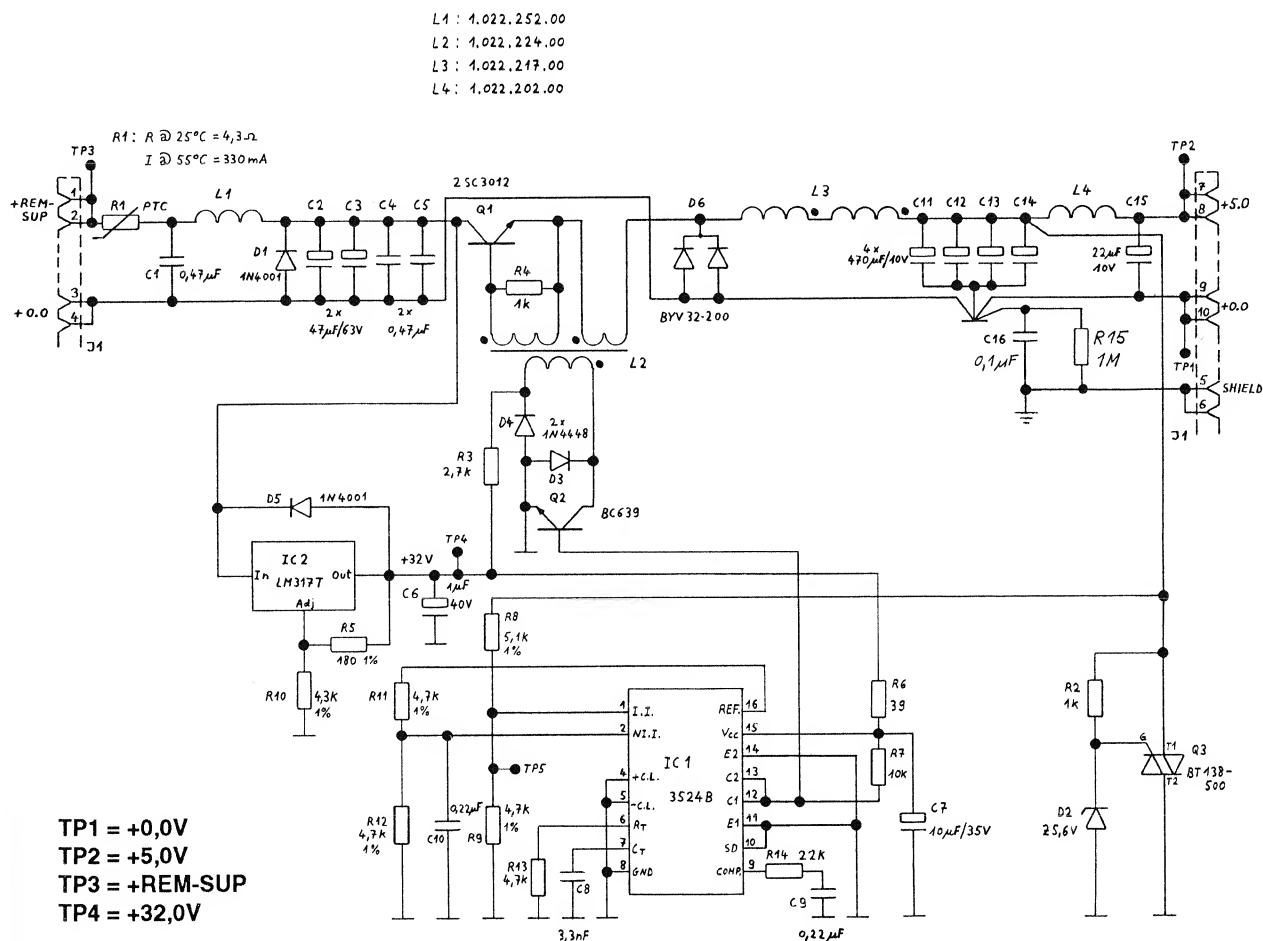 L1 : 1.022.252.00
L2 : 1.022.224.00
L3 : 1.022.217.00
L4 : 1.022.202.00
R1 : R @ 25°C = 4,3Ω
I @ 55°C = 330mA
TP3
+REM-SUP
1
2
R1
PTC
L1
C1
0,47µF
D1
1N4001
C2
C3
C4
C5
2x
47µF/63V
2x
0,47µF
3
4
+0.0
J1
2SC3012
Q1
R4
1k
L2
D6
BYV 32-200
L3
C11
C12
C13
C14
4x
470µF/10V
L4
C15
22µF
10V
TP2
7
8
+5.0
9
10
+0.0
TP1
C16
0,1µF
R15
1M
5
6
SHIELD
J1
R3
2,7k
D4
2x
1N4448
D3
Q2
BC639
D5
1N4001
IC2
LM317T
In
Out
Adj
+32V
TP4
C6
1µF
40V
R5
180 1%
R10
4,3k
1%
R8
5,1k
1%
R11
4,7k
1%
R12
4,7k
1%
C10
0,22µF
TP5
R9
4,7k
1%
R13
4,7k
C8
3,3nF
IC1
3524B
1
I.I.
2
NI.I.
4
+C.L.
5
-C.L.
6
RT
7
CT
8
GND
REF.
16
Vcc
15
E2
14
C2
13
C1
12
E1
11
SD
10
COMP.
9
R6
39
R7
10k
C7
10µF/35V
R14
22K
C9
0,22µF
R2
1k
D2
Z5,6V
G
T1
T2
Q3
BT138-500
TP1 = +0,0V
TP2 = +5,0V
TP3 = +REM-SUP
TP4 = +32,0V